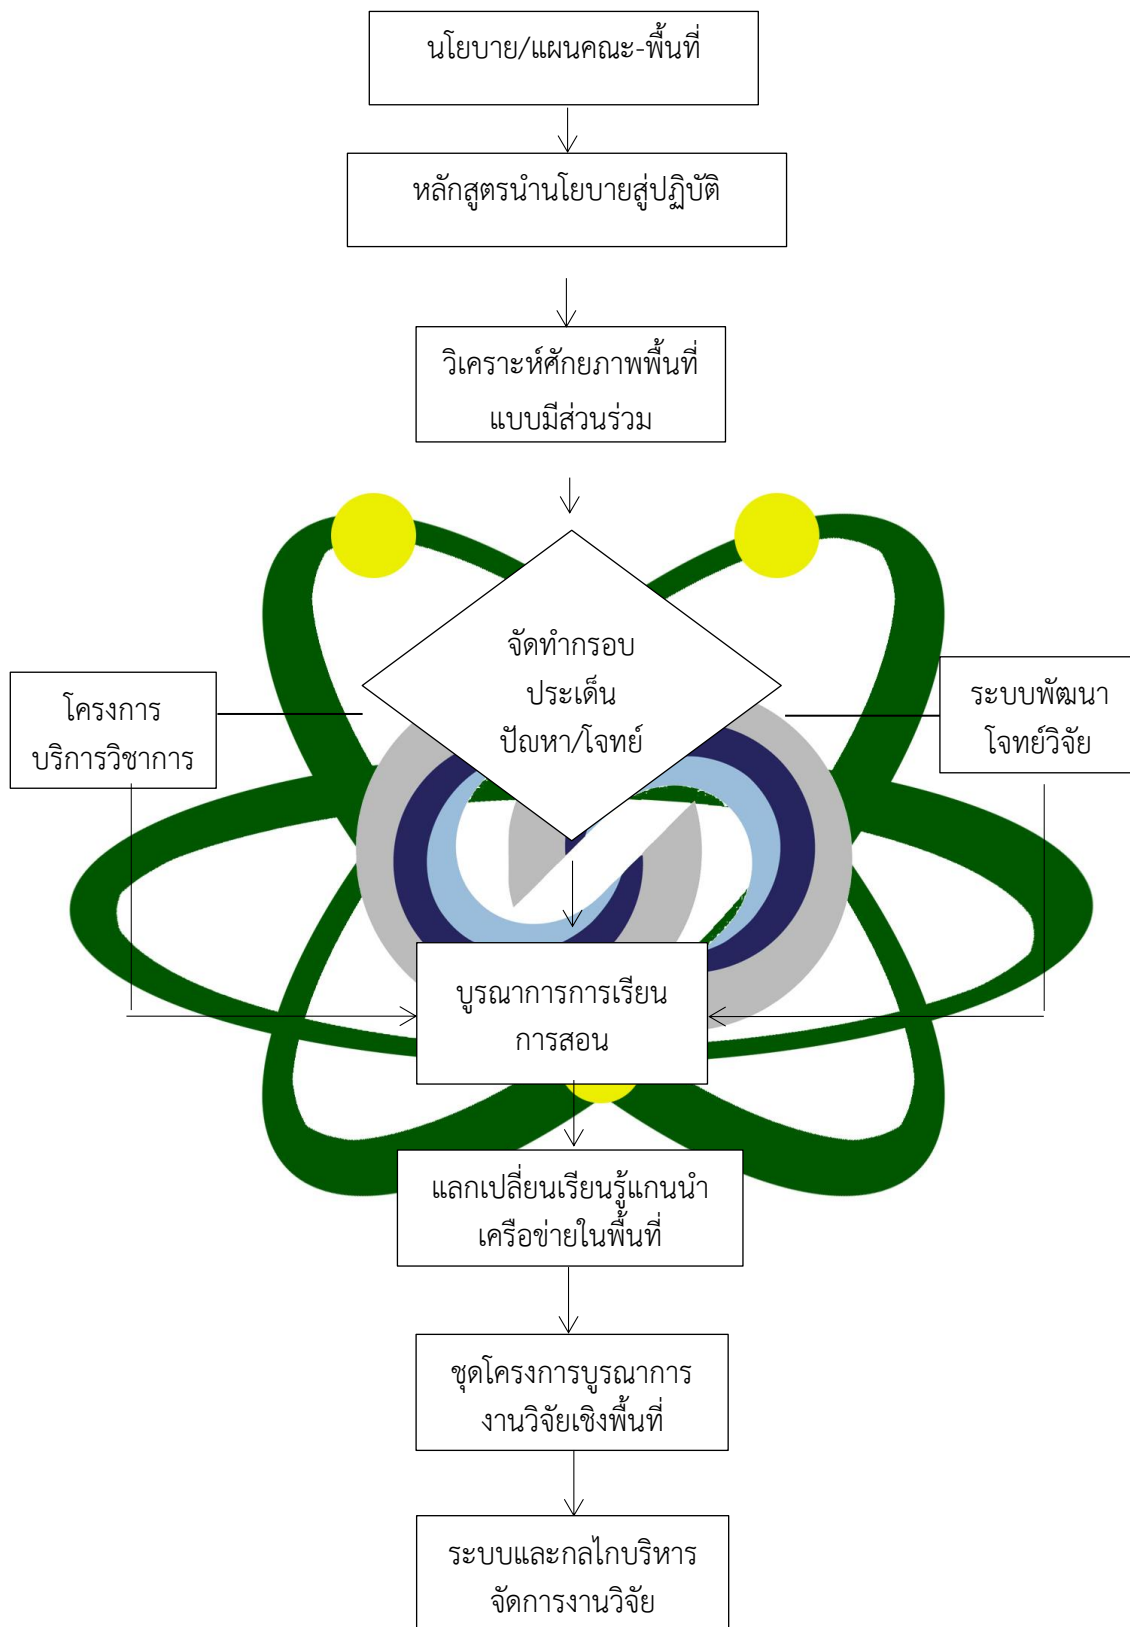 นโยบาย/แผนคณะ-พื้นที่
หลักสูตรนำนโยบายสู่ปฏิบัติ
วิเคราะห์ศักยภาพพื้นที่
แบบมีส่วนร่วม
จัดทำกรอบ
ประเด็น
ปัญหา/โจทย์
โครงการ
บริการวิชาการ
ระบบพัฒนา
โจทย์วิจัย
บูรณาการการเรียน
การสอน
แลกเปลี่ยนเรียนรู้แกนนำ
เครือข่ายในพื้นที่
ชุดโครงการบูรณาการ
งานวิจัยเชิงพื้นที่
ระบบและกลไกบริหาร
จัดการงานวิจัย